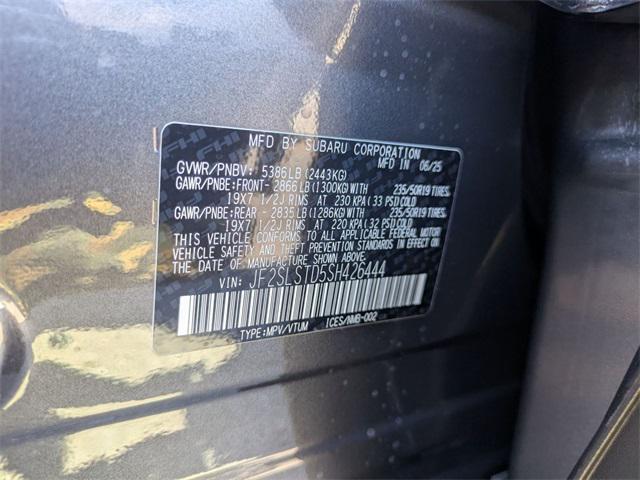 MFD BY SUBARU CORPORATION
GVWR/PNBV: 5386LB(2443KG) MFD IN 06/25
GAWR/PNBE:FRONT- 2866LB(1300KG)WITH 235/50R19 TIRES,
19X7 1/2J RIMS AT 230 KPA(33 PSI)COLD
GAWR/PNBE:REAR - 2835LB(1286KG)WITH 235/50R19 TIRES,
19X7 1/2J RIMS AT 220 KPA(32 PSI)COLD
THIS VEHICLE CONFORMS TO ALL APPLICABLE FEDERAL MOTOR
VEHICLE SAFETY AND THEFT PREVENTION STANDARDS IN EFFECT ON
THE DATE OF MANUFACTURE SHOWN ABOVE.
VIN: JF2SLSTD5SH426444
TYPE:MPV/VTUM ICES/NMB-002